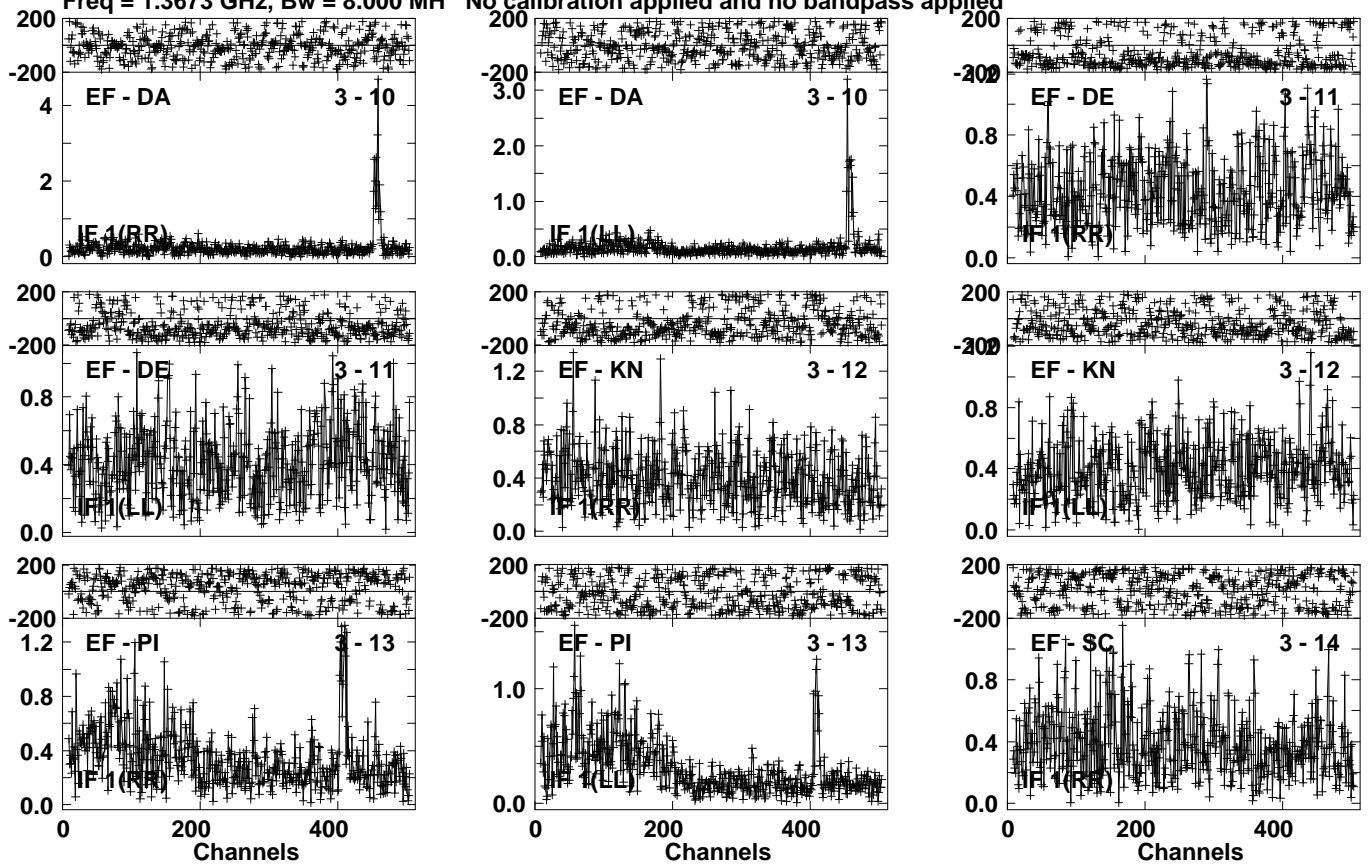 Freq = 1.3673 GHz, Bw = 8.000 MH No calibration applied and no bandpass applied
200
-200
EF - DA 3 - 10
4
2
0
IF 1(RR)
200
-200
EF - DA 3 - 10
3.0
2.0
1.0
0.0
IF 1(LL)
200
-200
1.2
EF - DE 3 - 11
0.8
0.4
0.0
IF 1(RR)
200
-200
EF - DE 3 - 11
0.8
0.4
0.0
IF 1(LL)
200
-200
EF - KN 3 - 12
1.2
0.8
0.4
0.0
IF 1(RR)
200
-200
1.2
EF - KN 3 - 12
0.8
0.4
0.0
IF 1(LL)
200
-200
EF - PI 3 - 13
1.2
0.8
0.4
0.0
IF 1(RR)
0 200 400
Channels
200
-200
EF - PI 3 - 13
1.0
0.0
IF 1(LL)
0 200 400
Channels
200
-200
EF - SC 3 - 14
0.8
0.4
0.0
IF 1(RR)
0 200 400
Channels